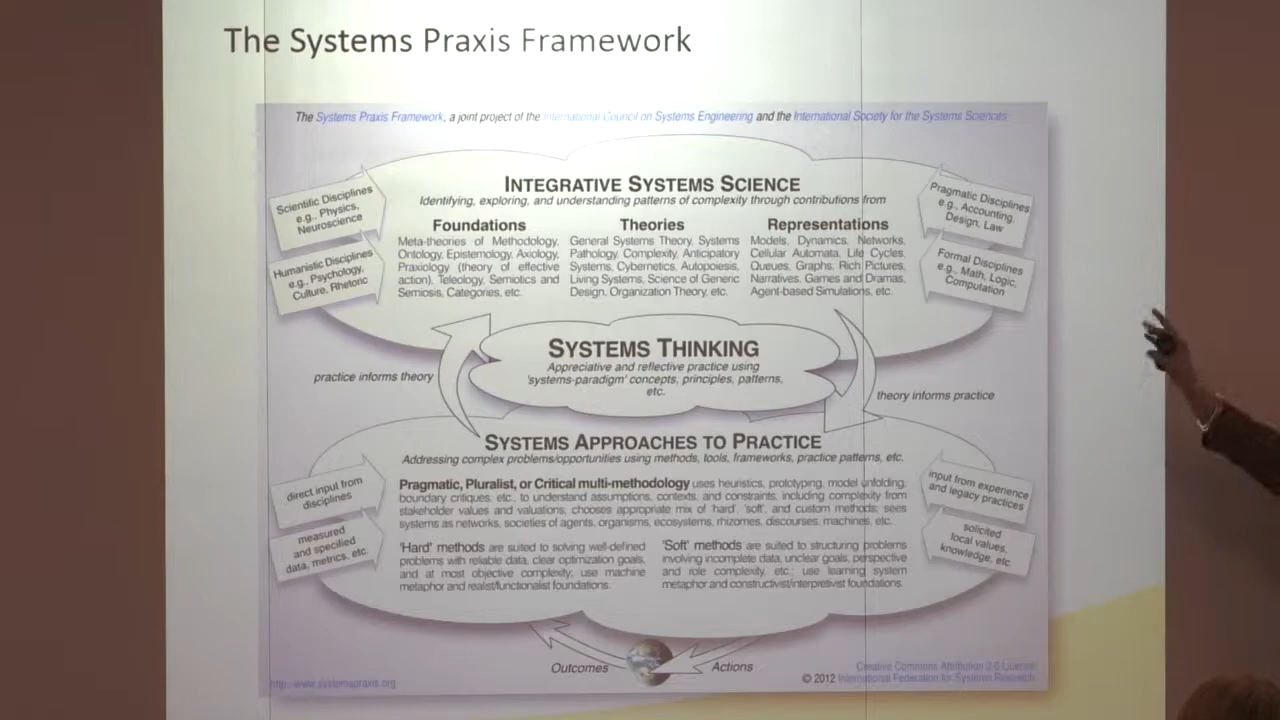 The Systems Praxis Framework
The Systems Praxis Framework, a joint project of the International Council on Systems Engineering and the International Society for the Systems Sciences
INTEGRATIVE SYSTEMS SCIENCE
Identifying, exploring, and understanding patterns of complexity through contributions from
Scientific Disciplines
e.g., Physics,
Neuroscience
Humanistic Disciplines
e.g., Psychology,
Culture, Rhetoric
Foundations
Meta-theories of Methodology,
Ontology, Epistemology, Axiology,
Praxiology (theory of effective
action), Teleology, Semiotics and
Semiosis, Categories, etc.
Theories
General Systems Theory, Systems
Pathology, Complexity, Anticipatory
Systems, Cybernetics, Autopoiesis,
Living Systems, Science of Generic
Design, Organization Theory, etc.
Representations
Models, Dynamics, Networks,
Cellular Automata, Life Cycles,
Queues, Graphs, Rich Pictures,
Narratives, Games and Dramas,
Agent-based Simulations, etc.
Pragmatic Disciplines
e.g., Accounting,
Design, Law
Formal Disciplines
e.g., Math, Logic,
Computation
SYSTEMS THINKING
Appreciative and reflective practice using
'systems-paradigm' concepts, principles, patterns,
etc.
practice informs theory
theory informs practice
SYSTEMS APPROACHES TO PRACTICE
Addressing complex problems/opportunities using methods, tools, frameworks, practice patterns, etc.
direct input from
disciplines
measured
and specified
data, metrics, etc.
Pragmatic, Pluralist, or Critical multi-methodology uses heuristics, prototyping, model unfolding,
boundary critiques, etc., to understand assumptions, contexts, and constraints, including complexity from
stakeholder values and valuations; chooses appropriate mix of 'hard', 'soft', and custom methods; sees
systems as networks, societies of agents, organisms, ecosystems, rhizomes, discourses, machines, etc.
'Hard' methods are suited to solving well-defined
problems with reliable data, clear optimization goals,
and at most objective complexity; use machine
metaphor and realist/functionalist foundations.
'Soft' methods are suited to structuring problems
involving incomplete data, unclear goals, perspective
and role complexity, etc.; use learning system
metaphor and constructivist/interpretivist foundations.
input from experience
and legacy practices
solicited
local values,
knowledge, etc.
Outcomes
Actions
http://www.systemspraxis.org
Creative Commons Attribution 3.0 License
© 2012 International Federation for Systems Research